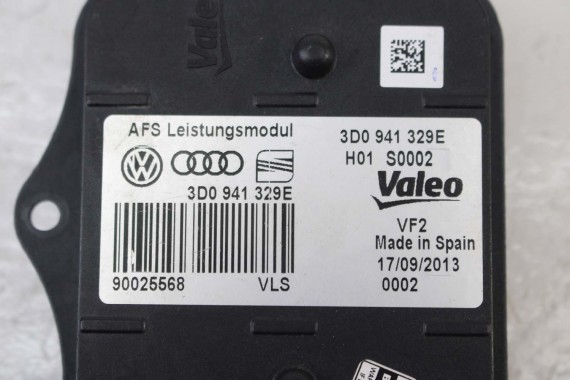 Valeo
AFS Leistungsmodul
3D0 941 329E
H01 S0002
3D0 941 329E
Valeo
VF2
Made in Spain
17/09/2013
0002
90025568 VLS